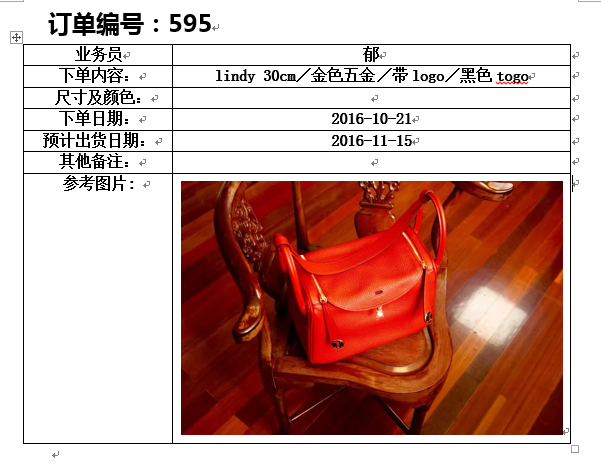 订单编号：595
业务员 郁
下单内容： lindy 30cm／金色五金／带logo／黑色togo
尺寸及颜色：
下单日期： 2016-10-21
预计出货日期： 2016-11-15
其他备注：
参考图片：